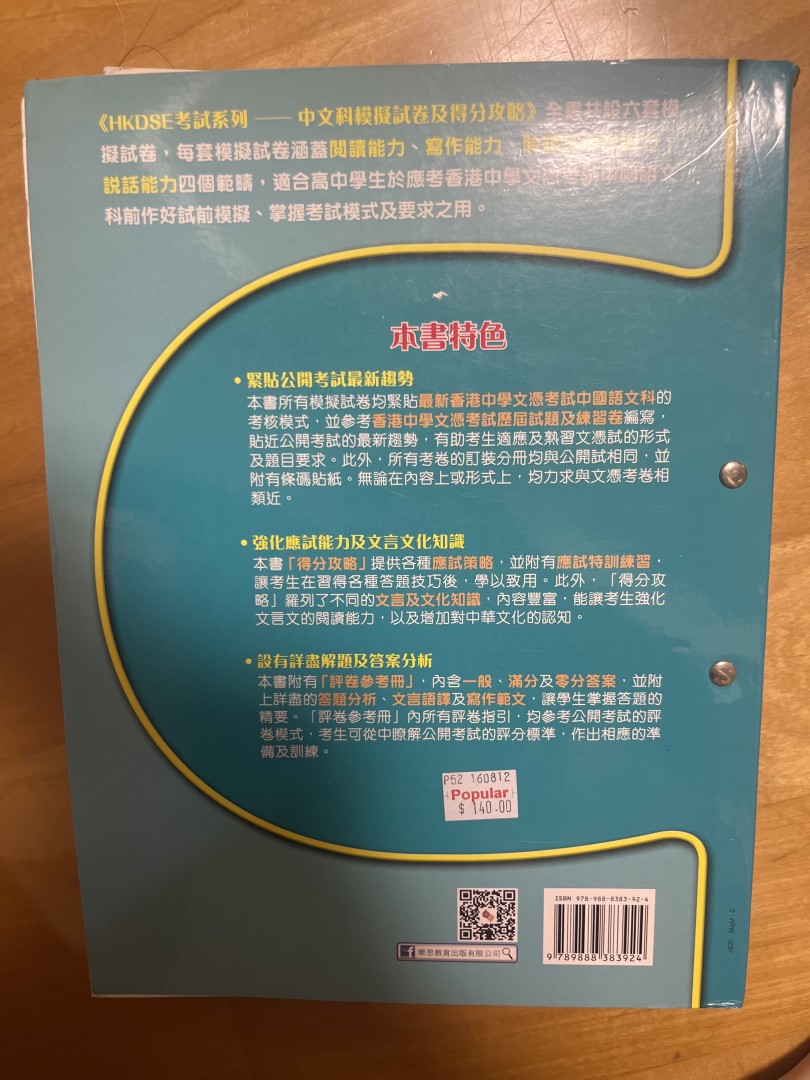 《HKDSE考試系列 —— 中文科模擬試卷及得分攻略》全書共設六套模
擬試卷，每套模擬試卷涵蓋閱讀能力、寫作能力、
說話能力四個範疇，適合高中學生於應考香港中學文憑考試中國語文
科前作好試前模擬、掌握考試模式及要求之用。
本書特色
• 緊貼公開考試最新趨勢
本書所有模擬試卷均緊貼最新香港中學文憑考試中國語文科的
考核模式，並參考香港中學文憑考試歷屆試題及練習卷編寫，
貼近公開考試的最新趨勢，有助考生適應及熟習文憑試的形式
及題目要求。此外，所有考卷的訂裝分冊均與公開試相同，並
附有條碼貼紙。無論在內容上或形式上，均力求與文憑考卷相
類近。
• 強化應試能力及文言文化知識
本書「得分攻略」提供各種應試策略，並附有應試特訓練習，
讓考生在習得各種答題技巧後，學以致用。此外，「得分攻
略」羅列了不同的文言及文化知識，內容豐富，能讓考生強化
文言文的閱讀能力，以及增加對中華文化的認知。
• 設有詳盡解題及答案分析
本書附有「評卷參考冊」，內含一般、滿分及零分答案，並附
上詳盡的答題分析、文言語譯及寫作範文，讓學生掌握答題的
精要。「評卷參考冊」內所有評卷指引，均參考公開考試的評
卷模式，考生可從中瞭解公開考試的評分標準，作出相應的準
備及訓練。
P52 160812
Popular
$ 140.00
ISBN 978-988-8383-92-4
9 789888 383924
樂思教育出版有限公司